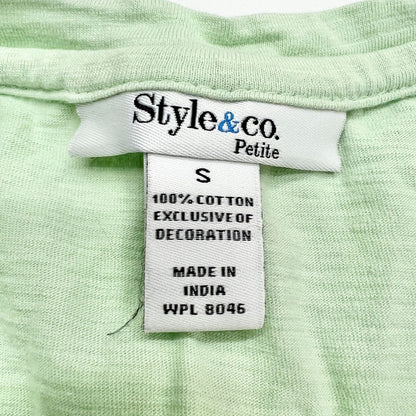 Style&co.
Petite
S
100% COTTON
EXCLUSIVE OF
DECORATION
MADE IN
INDIA
WPL 8046